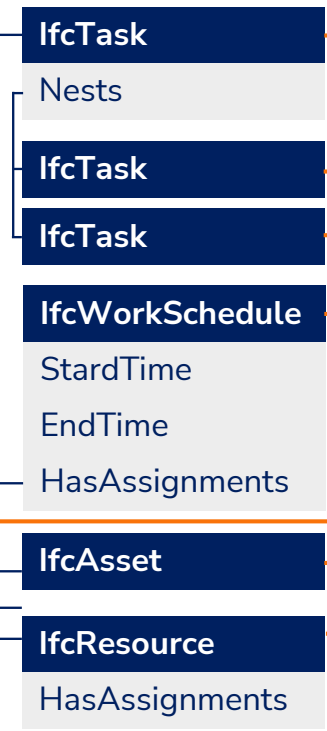 IfcTask
Nests
IfcTask
IfcTask
IfcWorkSchedule
StardTime
EndTime
HasAssignments
IfcAsset
IfcResource
HasAssignments